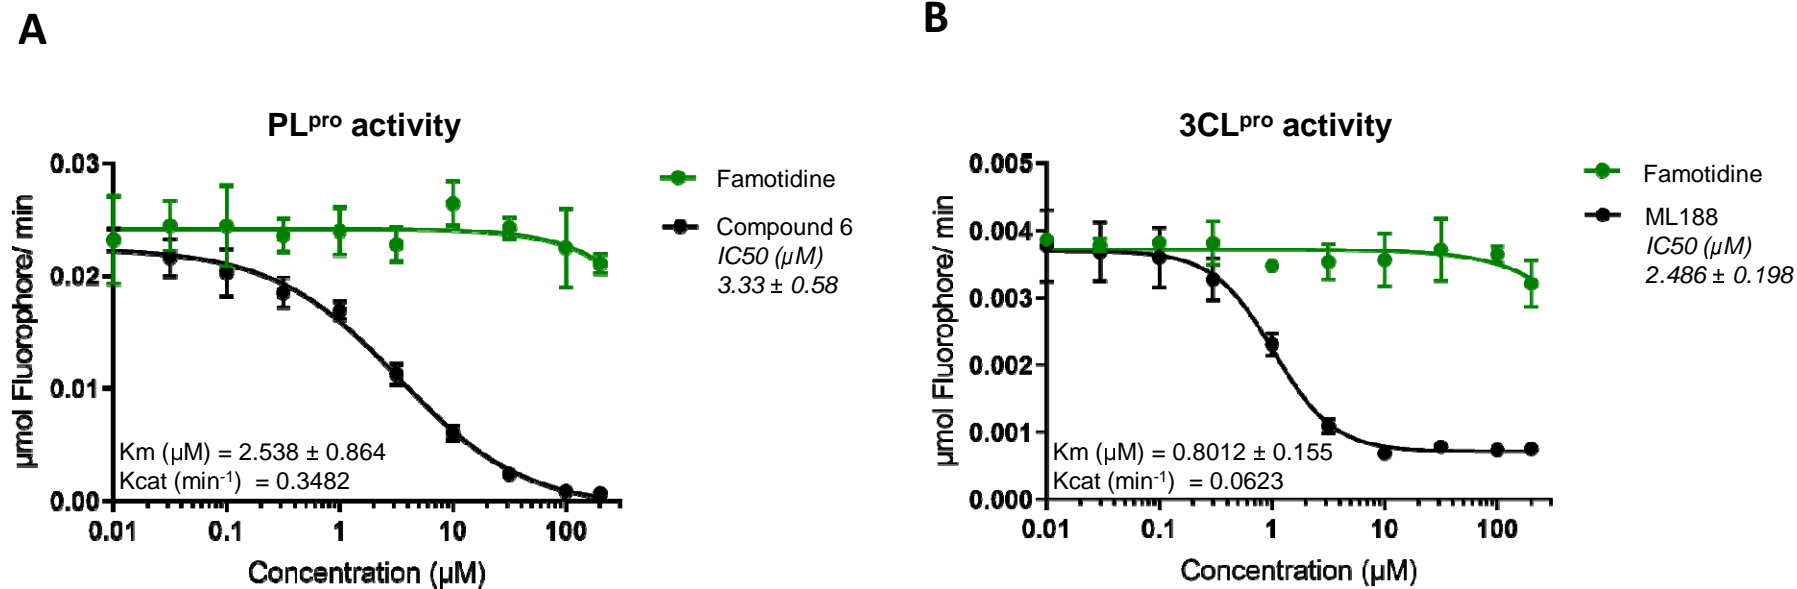 A
PLpro activity
0.03
0.02
0.01
0.00
µmol Fluorophore/ min
0.01 0.1 1 10 100
Concentration (µM)
Km (µM) = 2.538 ± 0.864
Kcat (min-1) = 0.3482
Famotidine
Compound 6
IC50 (µM)
3.33 ± 0.58
B
3CLpro activity
0.005
0.004
0.003
0.002
0.001
0.000
µmol Fluorophore/ min
0.01 0.1 1 10 100
Concentration (µM)
Km (µM) = 0.8012 ± 0.155
Kcat (min-1) = 0.0623
Famotidine
ML188
IC50 (µM)
2.486 ± 0.198